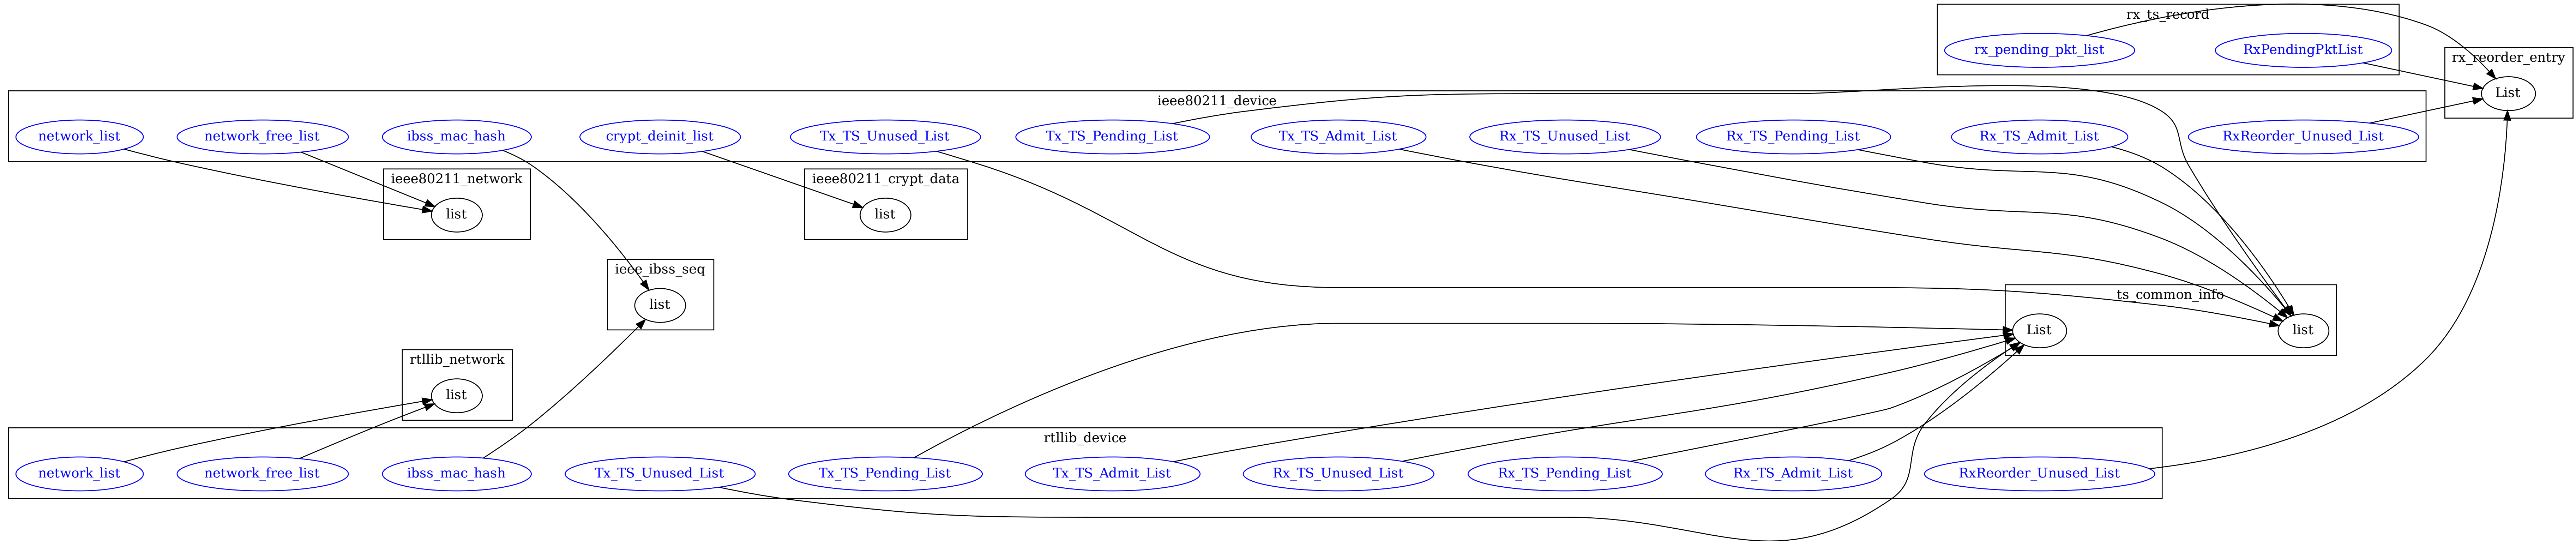 rx_ts_record
rx_pending_pkt_list
RxPendingPktList
rx_reorder_entry
List
ieee80211_device
network_list
network_free_list
ibss_mac_hash
crypt_deinit_list
Tx_TS_Unused_List
Tx_TS_Pending_List
Tx_TS_Admit_List
Rx_TS_Unused_List
Rx_TS_Pending_List
Rx_TS_Admit_List
RxReorder_Unused_List
ieee80211_network
list
ieee80211_crypt_data
list
ieee_ibss_seq
list
ts_common_info
List
list
rtllib_network
list
rtllib_device
network_list
network_free_list
ibss_mac_hash
Tx_TS_Unused_List
Tx_TS_Pending_List
Tx_TS_Admit_List
Rx_TS_Unused_List
Rx_TS_Pending_List
Rx_TS_Admit_List
RxReorder_Unused_List